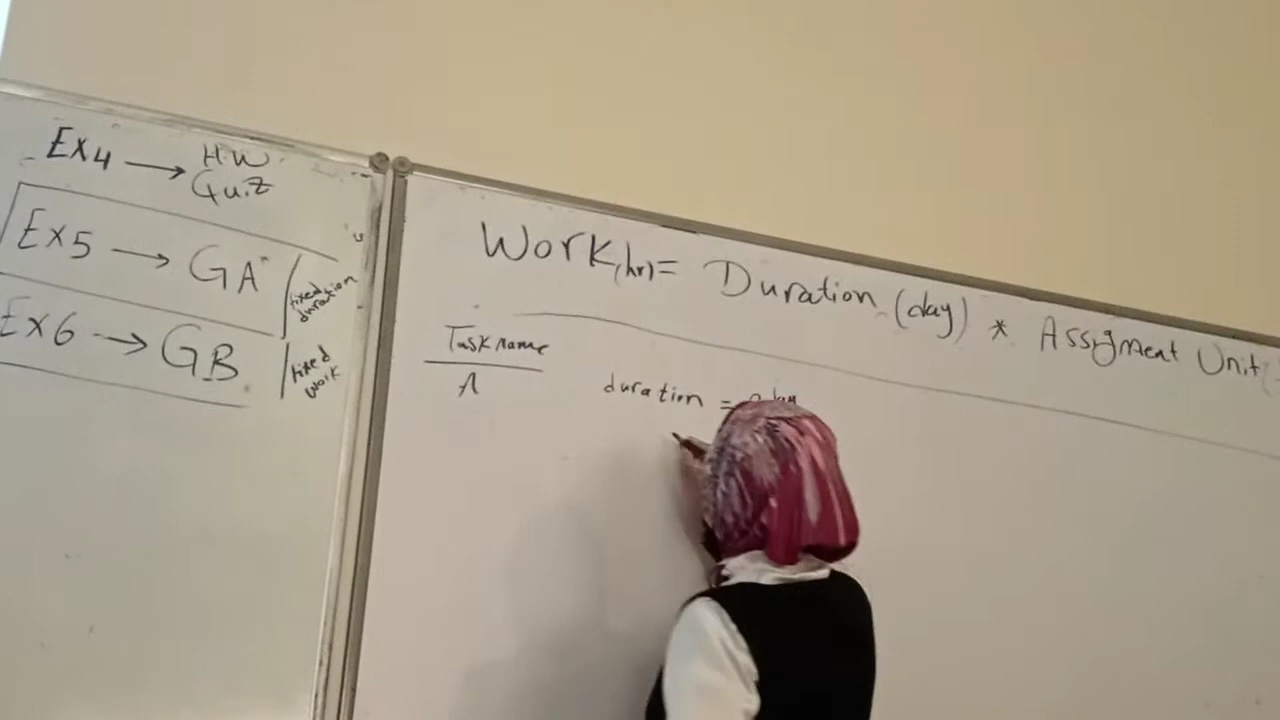 Ex4 → H.W.
Quiz
Ex5 → GA
fixed duration
Ex6 → GB
fixed work
Work(hr) = Duration (day) * Assigment Unit(
Task name
A
duration = day